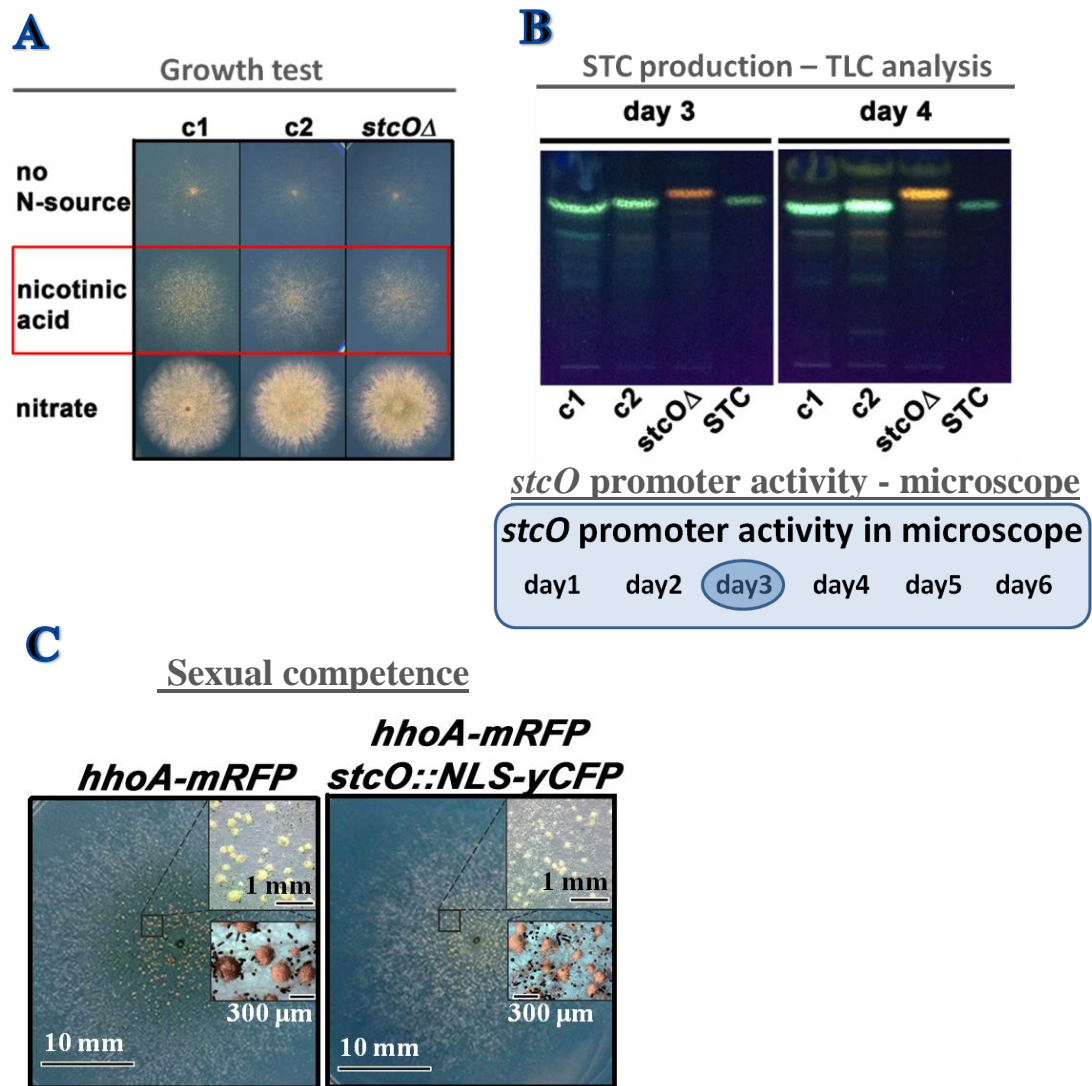 A
Growth test
c1 c2 stcOΔ
no
N-source
nicotinic
acid
nitrate
B
STC production – TLC analysis
day 3 day 4
c1 c2 stcOΔ STC c1 c2 stcOΔ STC
stcO promoter activity - microscope
stcO promoter activity in microscope
day1 day2 day3 day4 day5 day6
C
Sexual competence
hhoA-mRFP
hhoA-mRFP
stcO::NLS-yCFP
1 mm
300 µm
10 mm
1 mm
300 µm
10 mm